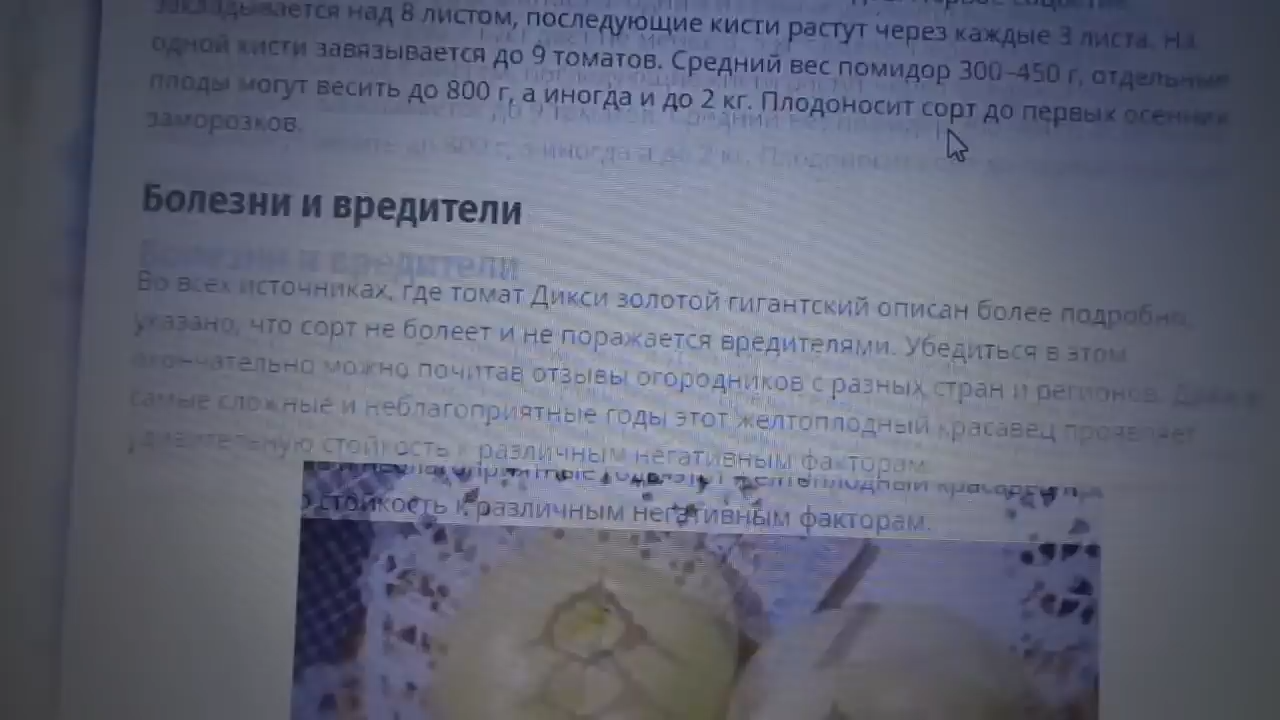 закладывается над 8 листом, последующие кисти растут через каждые 3 листа. На
одной кисти завязывается до 9 томатов. Средний вес помидор 300–450 г, отдельные
плоды могут весить до 800 г, а иногда и до 2 кг. Плодоносит сорт до первых осенних
заморозков.
Болезни и вредители
Во всех источниках, где томат Дикси золотой гигантский описан более подробно,
указано, что сорт не болеет и не поражается вредителями. Убедиться в этом
окончательно можно почитав отзывы огородников с разных стран и регионов. Даже в
самые сложные и неблагоприятные годы этот желтоплодный красавец проявляет
удивительную стойкость к различным негативным факторам.
стойкость к различным негативным факторам.